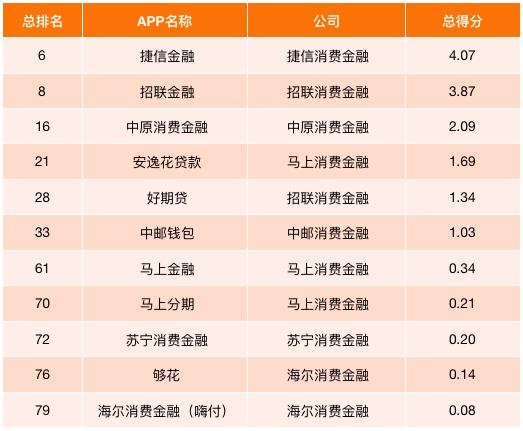 总排名 APP名称 公司 总得分
6 捷信金融 捷信消费金融 4.07
8 招联金融 招联消费金融 3.87
16 中原消费金融 中原消费金融 2.09
21 安逸花贷款 马上消费金融 1.69
28 好期贷 招联消费金融 1.34
33 中邮钱包 中邮消费金融 1.03
61 马上金融 马上消费金融 0.34
70 马上分期 马上消费金融 0.21
72 苏宁消费金融 苏宁消费金融 0.20
76 够花 海尔消费金融 0.14
79 海尔消费金融（嗨付） 海尔消费金融 0.08